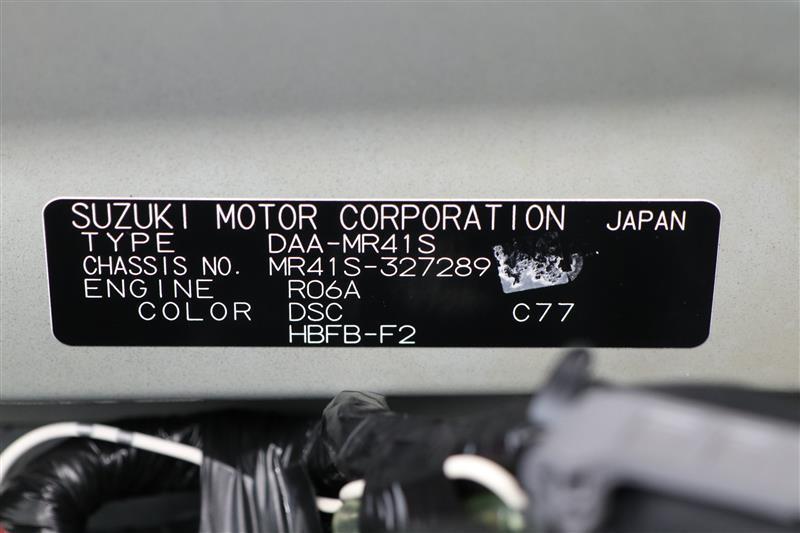 SUZUKI MOTOR CORPORATION JAPAN
TYPE DAA-MR41S
CHASSIS NO. MR41S-327289
ENGINE R06A
COLOR DSC C77
HBFB-F2